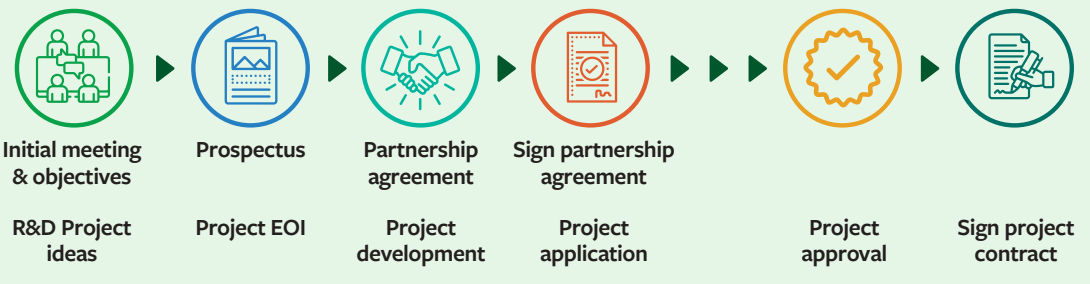 Initial meeting
& objectives
Prospectus
Partnership
agreement
Sign partnership
agreement
R&D Project
ideas
Project EOI
Project
development
Project
application
Project
approval
Sign project
contract